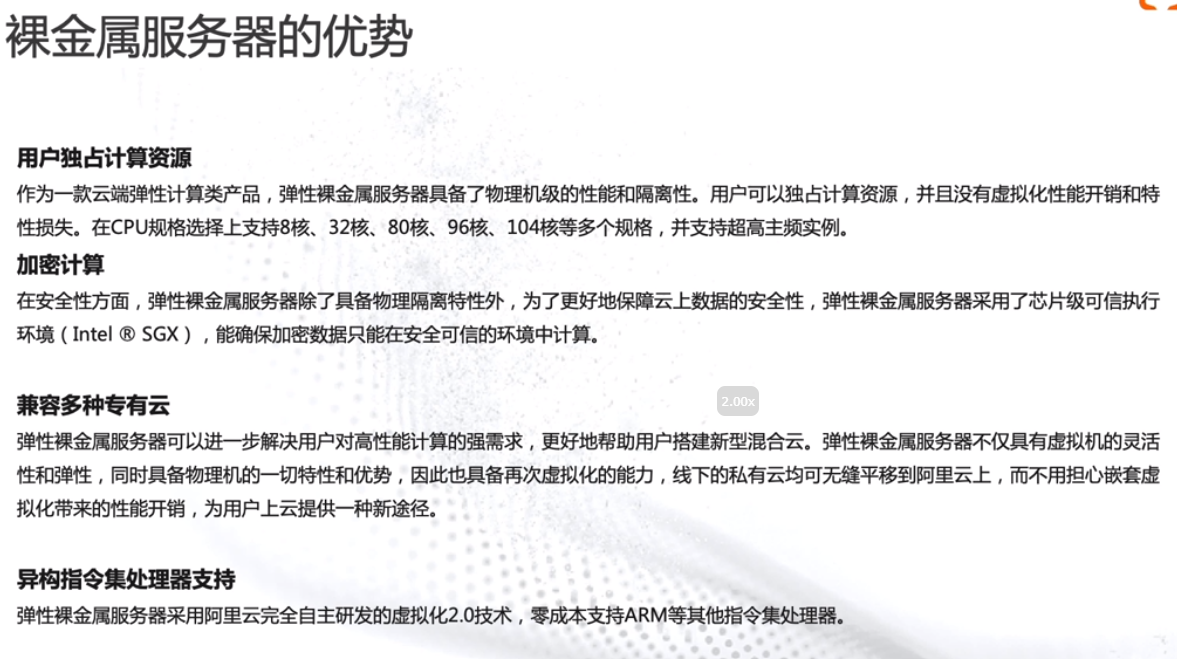 裸金属服务器的优势
用户独占计算资源
作为一款云端弹性计算类产品，弹性裸金属服务器具备了物理机级的性能和隔离性。用户可以独占计算资源，并且没有虚拟化性能开销和特
性损失。在CPU规格选择上支持8核、32核、80核、96核、104核等多个规格，并支持超高主频实例。
加密计算
在安全性方面，弹性裸金属服务器除了具备物理隔离特性外，为了更好地保障云上数据的安全性，弹性裸金属服务器采用了芯片级可信执行
环境（Intel ® SGX），能确保加密数据只能在安全可信的环境中计算。
兼容多种专有云
2.00x
弹性裸金属服务器可以进一步解决用户对高性能计算的强需求，更好地帮助用户搭建新型混合云。弹性裸金属服务器不仅具有虚拟机的灵活
性和弹性，同时具备物理机的一切特性和优势，因此也具备再次虚拟化的能力，线下的私有云均可无缝平移到阿里云上，而不用担心嵌套虚
拟化带来的性能开销，为用户上云提供一种新途径。
异构指令集处理器支持
弹性裸金属服务器采用阿里云完全自主研发的虚拟化2.0技术，零成本支持ARM等其他指令集处理器。